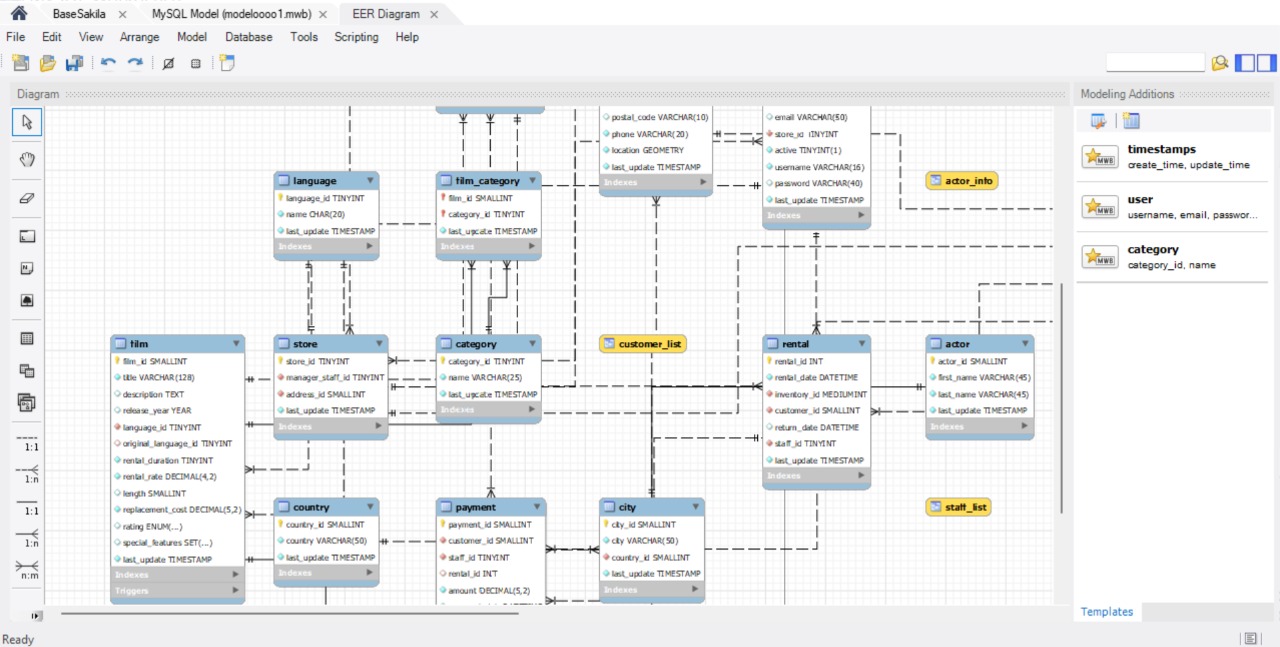 BaseSakila
MySQL Model (modeloooo1.mwb)
EER Diagram
File Edit View Arrange Model Database Tools Scripting Help
Diagram
Modeling Additions
timestamps
create_time, update_time
user
username, email, passwor...
category
category_id, name
Templates
postal_code VARCHAR(10)
phone VARCHAR(20)
location GEOMETRY
last_update TIMESTAMP
Indexes
email VARCHAR(50)
store_id TINYINT
active TINYINT(1)
username VARCHAR(16)
password VARCHAR(40)
last_update TIMESTAMP
Indexes
language
language_id TINYINT
name CHAR(20)
last_update TIMESTAMP
Indexes
film_category
film_id SMALLINT
category_id TINYINT
last_update TIMESTAMP
Indexes
actor_info
film
film_id SMALLINT
title VARCHAR(128)
description TEXT
release_year YEAR
language_id TINYINT
original_language_id TINYINT
rental_duration TINYINT
rental_rate DECIMAL(4,2)
length SMALLINT
replacement_cost DECIMAL(5,2)
rating ENUM(...)
special_features SET(...)
last_update TIMESTAMP
Indexes
Triggers
store
store_id TINYINT
manager_staff_id TINYINT
address_id SMALLINT
last_update TIMESTAMP
Indexes
category
category_id TINYINT
name VARCHAR(25)
last_update TIMESTAMP
Indexes
customer_list
rental
rental_id INT
rental_date DATETIME
inventory_id MEDIUMINT
customer_id SMALLINT
return_date DATETIME
staff_id TINYINT
last_update TIMESTAMP
Indexes
actor
actor_id SMALLINT
first_name VARCHAR(45)
last_name VARCHAR(45)
last_update TIMESTAMP
Indexes
country
country_id SMALLINT
country VARCHAR(50)
last_update TIMESTAMP
Indexes
payment
payment_id SMALLINT
customer_id SMALLINT
staff_id TINYINT
rental_id INT
amount DECIMAL(5,2)
city
city_id SMALLINT
city VARCHAR(50)
country_id SMALLINT
last_update TIMESTAMP
Indexes
staff_list
1:1
1:n
1:1
1:n
n:m
Ready